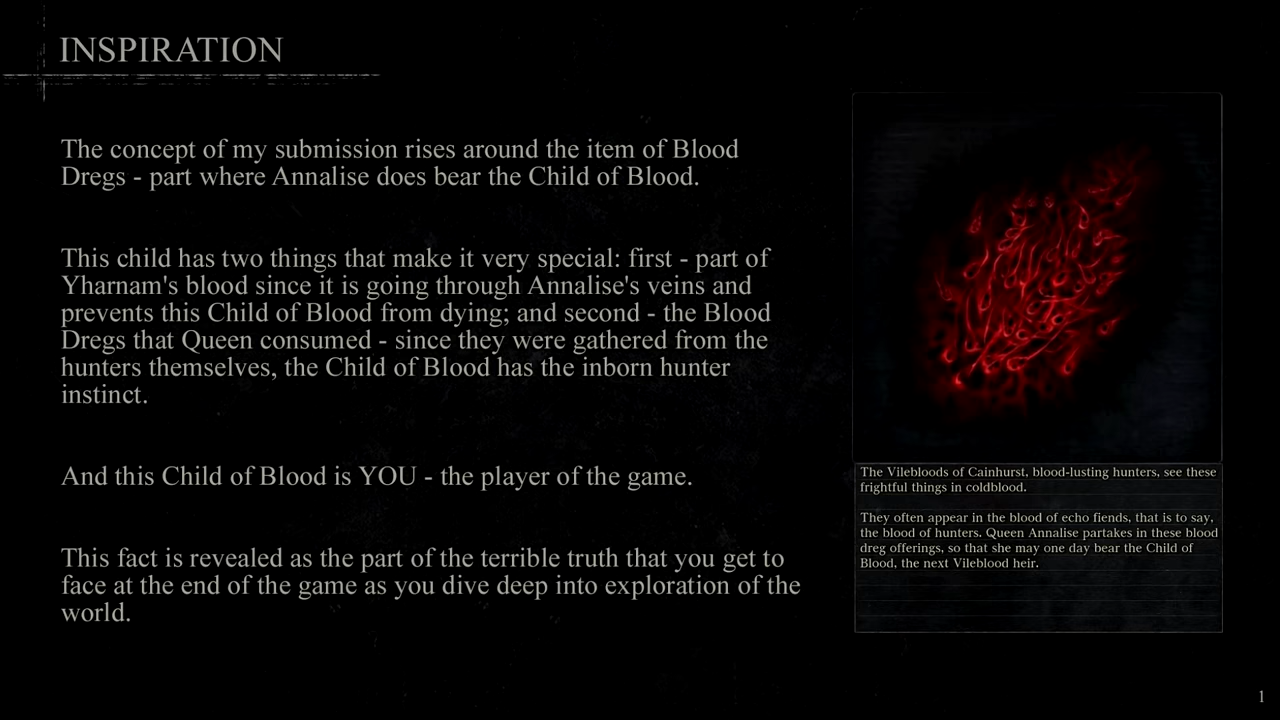 INSPIRATION
The concept of my submission rises around the item of Blood
Dregs - part where Annalise does bear the Child of Blood.
This child has two things that make it very special: first - part of
Yharnam's blood since it is going through Annalise's veins and
prevents this Child of Blood from dying; and second - the Blood
Dregs that Queen consumed - since they were gathered from the
hunters themselves, the Child of Blood has the inborn hunter
instinct.
And this Child of Blood is YOU - the player of the game.
This fact is revealed as the part of the terrible truth that you get to
face at the end of the game as you dive deep into exploration of the
world.
The Vilebloods of Cainhurst, blood-lusting hunters, see these
frightful things in coldblood.
They often appear in the blood of echo fiends, that is to say,
the blood of hunters. Queen Annalise partakes in these blood
dreg offerings, so that she may one day bear the Child of
Blood, the next Vileblood heir.
1